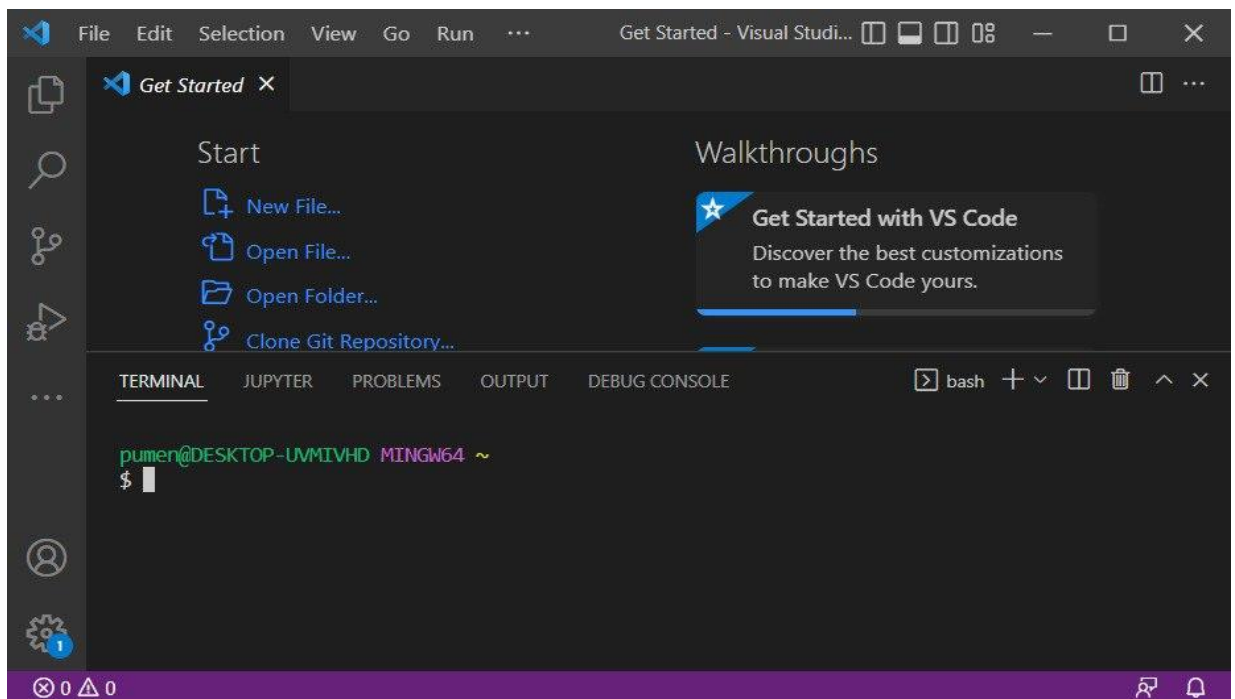 File Edit Selection View Go Run ··· Get Started - Visual Studi...
Get Started
Start
New File...
Open File...
Open Folder...
Clone Git Repository...
Walkthroughs
Get Started with VS Code
Discover the best customizations
to make VS Code yours.
TERMINAL JUPYTER PROBLEMS OUTPUT DEBUG CONSOLE bash
pumen@DESKTOP-UVMIVHD MINGW64 ~
$
1
0 0